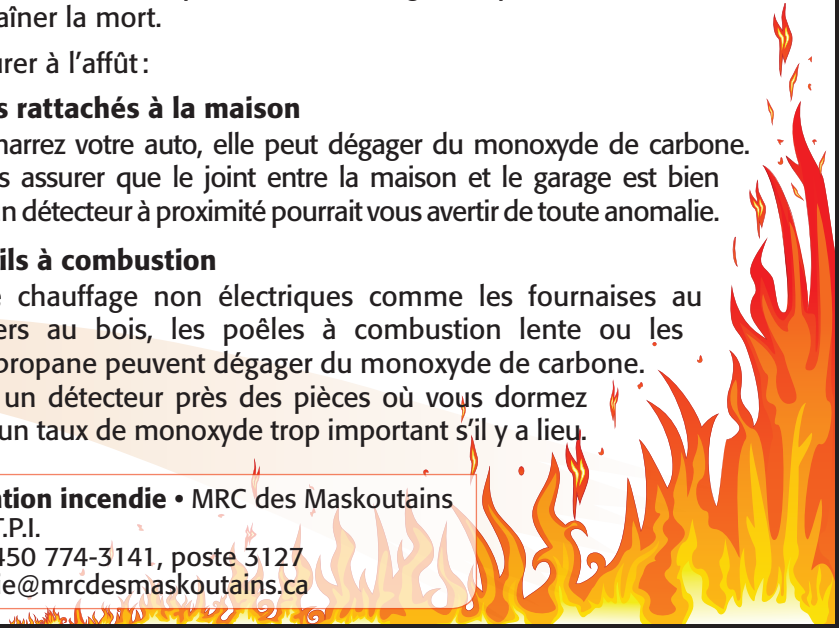 aîner la mort.
urer à l'affût :
s rattachés à la maison
marrez votre auto, elle peut dégager du monoxyde de carbone.
s assurer que le joint entre la maison et le garage est bien
n détecteur à proximité pourrait vous avertir de toute anomalie.
ils à combustion
e chauffage non électriques comme les fournaises au
ers au bois, les poêles à combustion lente ou les
propane peuvent dégager du monoxyde de carbone.
un détecteur près des pièces où vous dormez
un taux de monoxyde trop important s'il y a lieu.
ntion incendie • MRC des Maskoutains
T.P.I.
450 774-3141, poste 3127
ie@mrcdesmaskoutains.ca